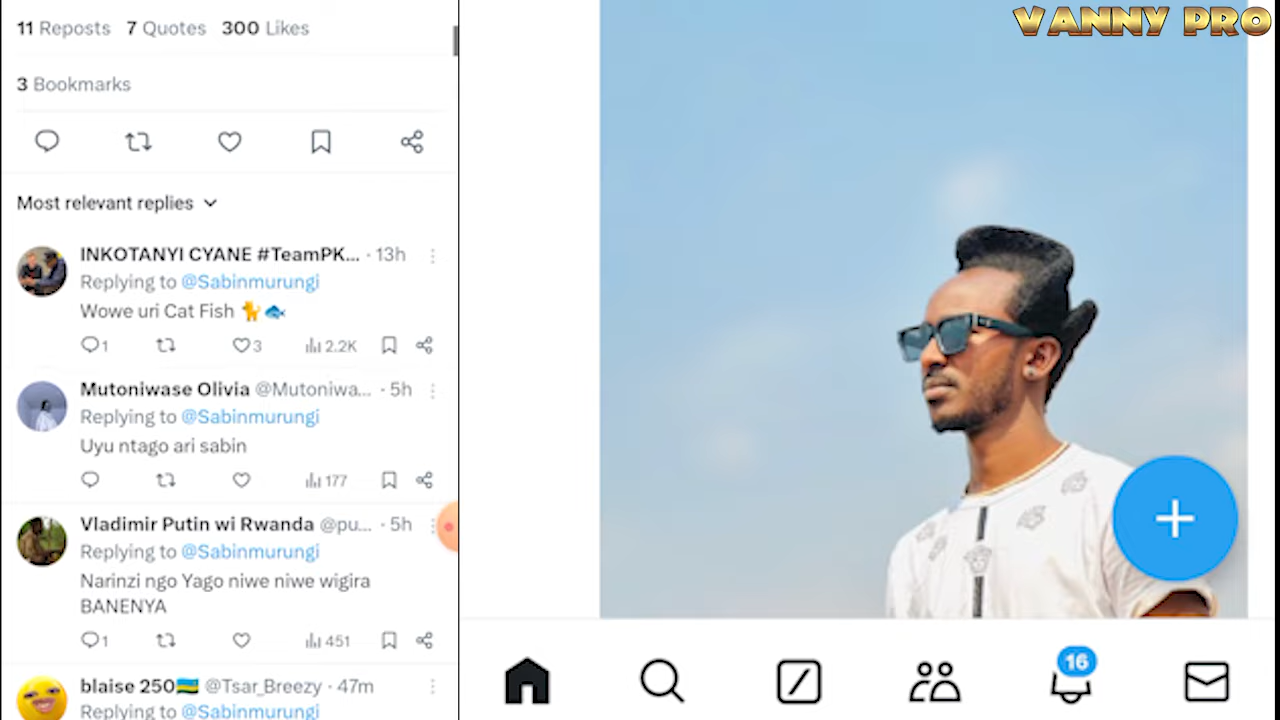 VANNY PRO
11 Reposts 7 Quotes 300 Likes
3 Bookmarks
Most relevant replies
INKOTANYI CYANE #TeamPK... · 13h
Replying to @Sabinmurungi
Wowe uri Cat Fish 🐈🐟
1 3 2.2K
Mutoniwase Olivia @Mutoniwa... · 5h
Replying to @Sabinmurungi
Uyu ntago ari sabin
177
Vladimir Putin wi Rwanda @pu... · 5h
Replying to @Sabinmurungi
Narinzi ngo Yago niwe niwe wigira
BANENYA
1 451
blaise 250🇷🇼 @Tsar_Breezy · 47m
Replying to @Sabinmurungi
16